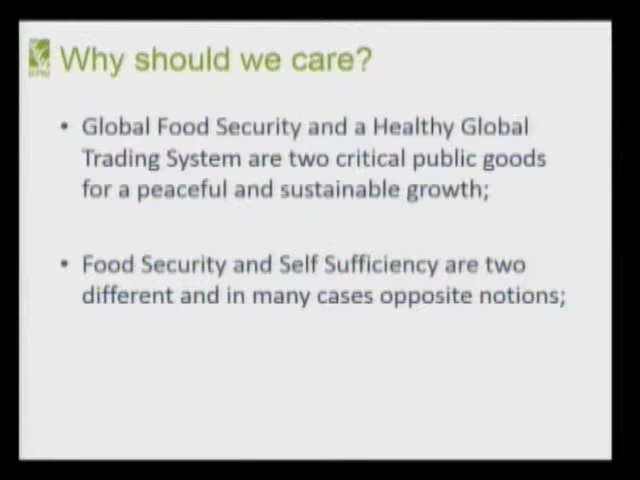 Why should we care?
• Global Food Security and a Healthy Global
Trading System are two critical public goods
for a peaceful and sustainable growth;
• Food Security and Self Sufficiency are two
different and in many cases opposite notions;